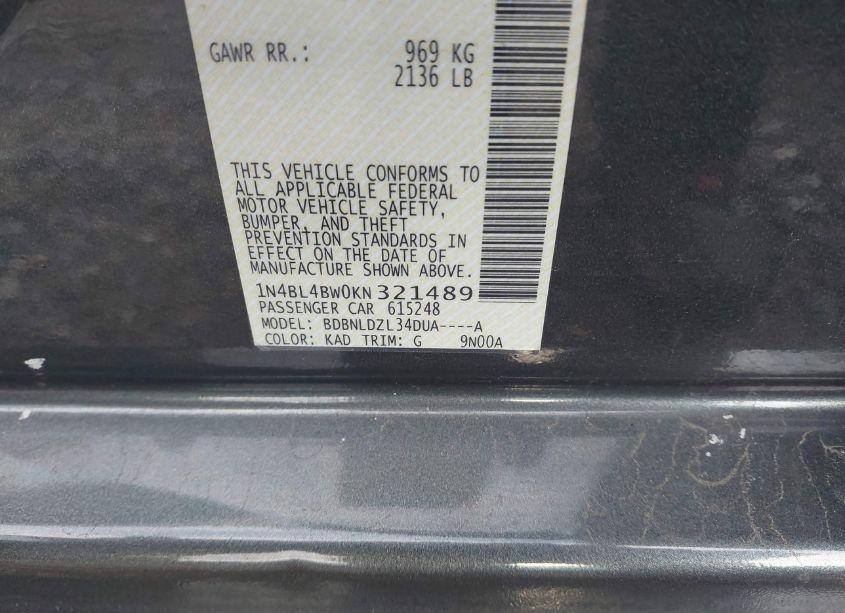 GAWR RR.: 969 KG
2136 LB
THIS VEHICLE CONFORMS TO
ALL APPLICABLE FEDERAL
MOTOR VEHICLE SAFETY,
BUMPER, AND THEFT
PREVENTION STANDARDS IN
EFFECT ON THE DATE OF
MANUFACTURE SHOWN ABOVE.
1N4BL4BW0KN321489
PASSENGER CAR 615248
MODEL: BDBNLDZL34DUA----A
COLOR: KAD TRIM: G 9N00A